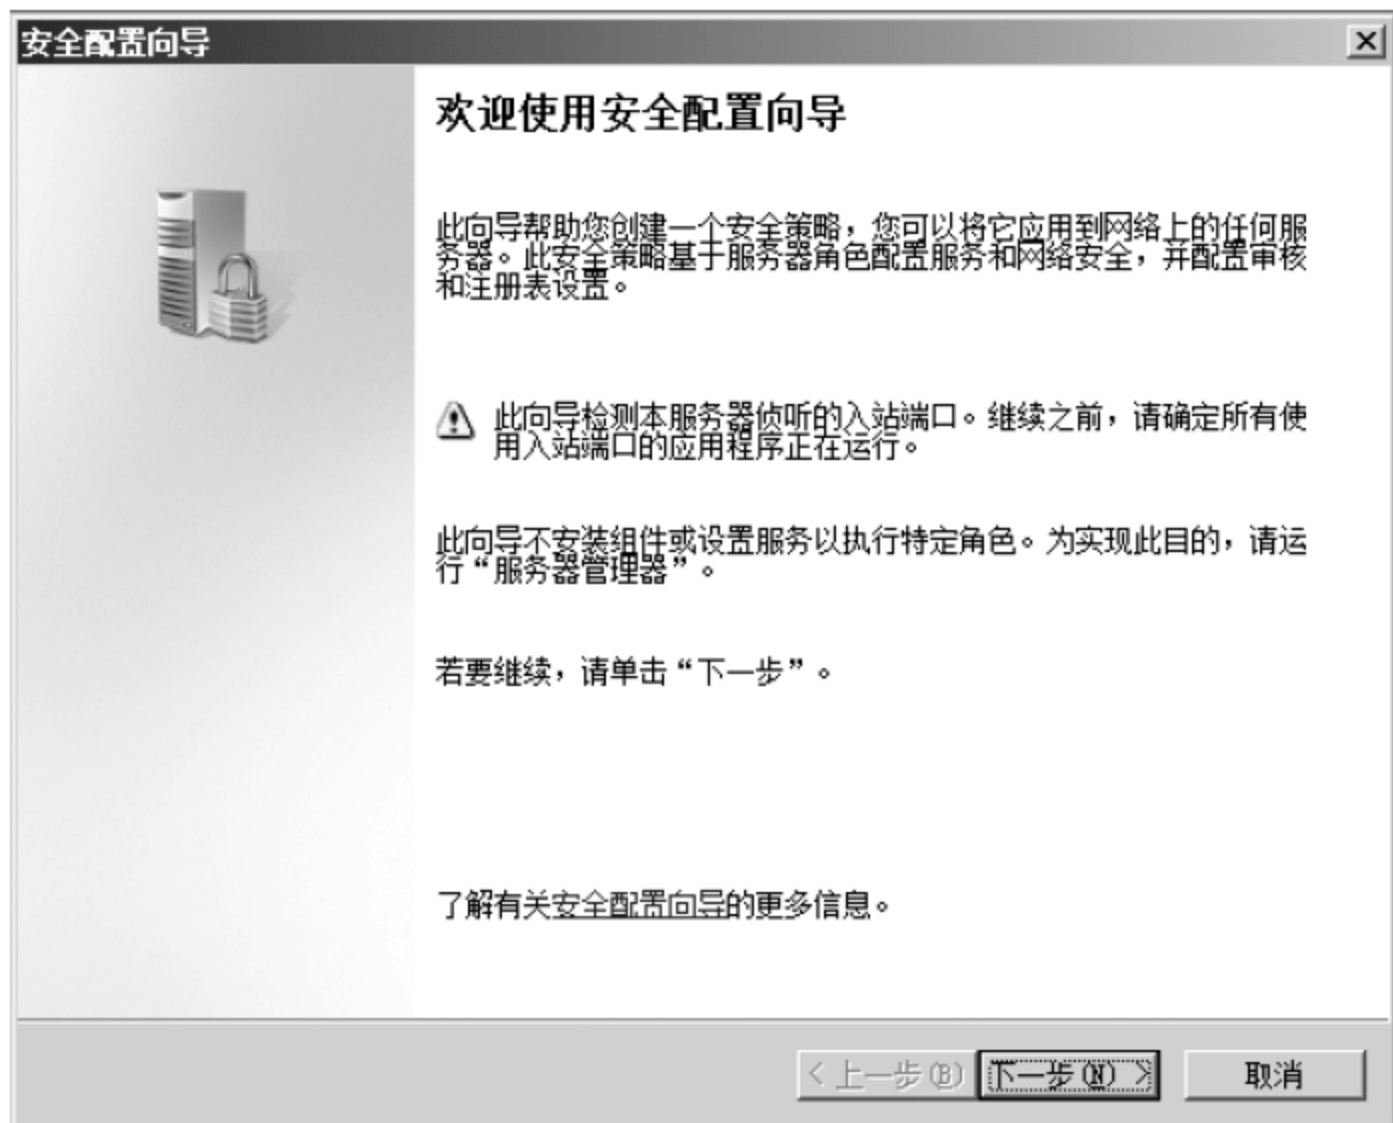 安全配置向导
欢迎使用安全配置向导
此向导帮助您创建一个安全策略，您可以将它应用到网络上的任何服
务器。此安全策略基于服务器角色配置服务和网络安全，并配置审核
和注册表设置。
此向导检测本服务器侦听的入站端口。继续之前，请确定所有使
用入站端口的应用程序正在运行。
此向导不安装组件或设置服务以执行特定角色。为实现此目的，请运
行“服务器管理器”。
若要继续，请单击“下一步”。
了解有关安全配置向导的更多信息。
< 上一步(B) 下一步(N) > 取消